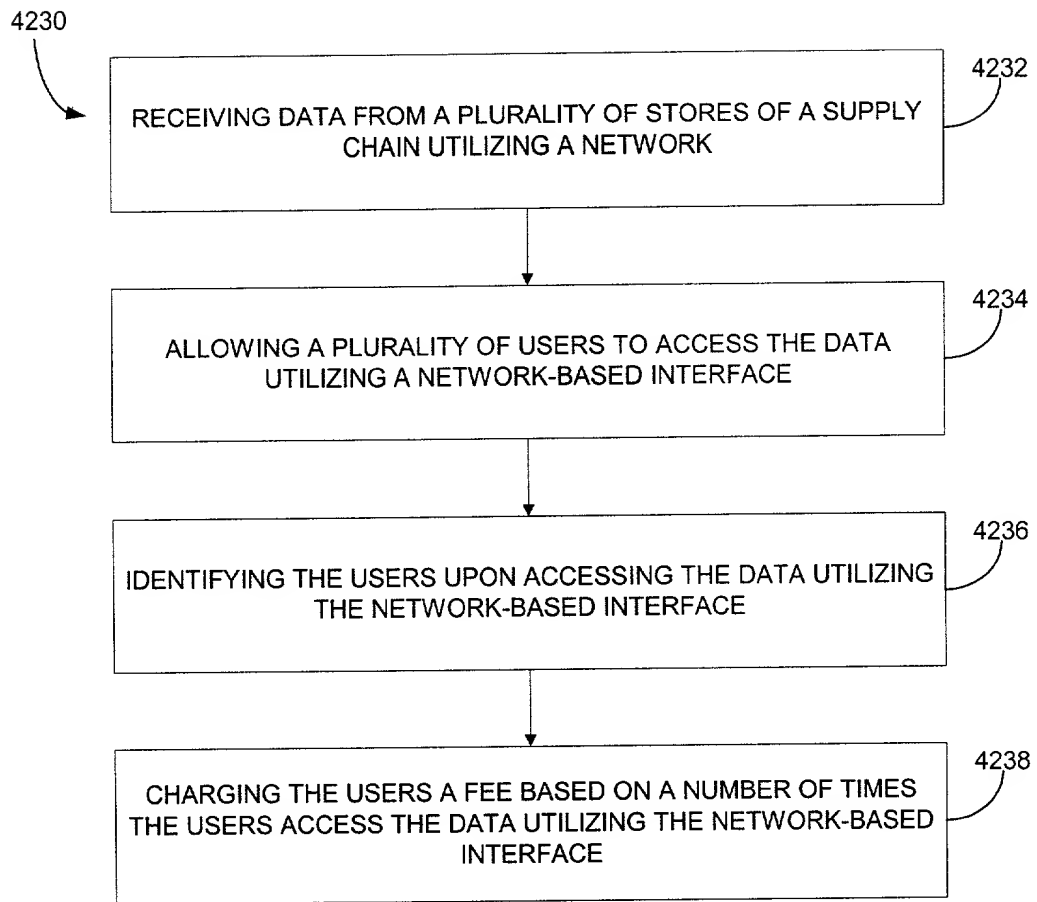 4230
4232
RECEIVING DATA FROM A PLURALITY OF STORES OF A SUPPLY
CHAIN UTILIZING A NETWORK
4234
ALLOWING A PLURALITY OF USERS TO ACCESS THE DATA
UTILIZING A NETWORK-BASED INTERFACE
4236
IDENTIFYING THE USERS UPON ACCESSING THE DATA UTILIZING
THE NETWORK-BASED INTERFACE
4238
CHARGING THE USERS A FEE BASED ON A NUMBER OF TIMES
THE USERS ACCESS THE DATA UTILIZING THE NETWORK-BASED
INTERFACE